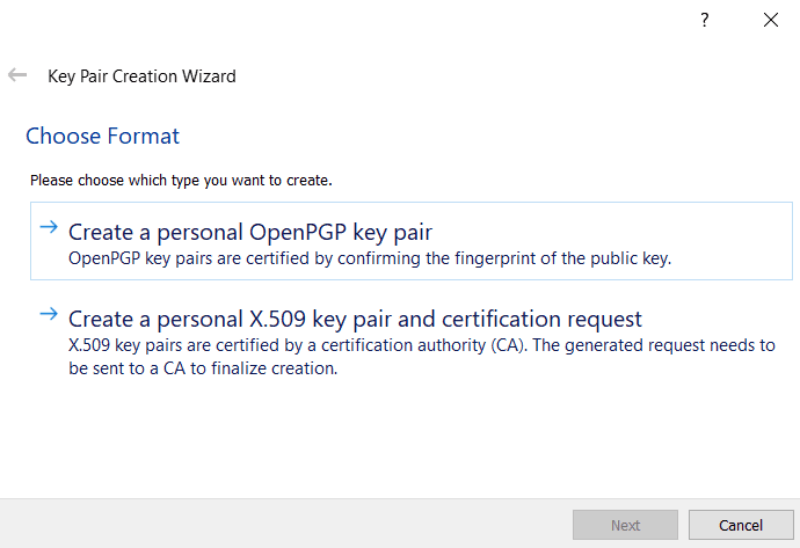 ?
Key Pair Creation Wizard
Choose Format
Please choose which type you want to create.
Create a personal OpenPGP key pair
OpenPGP key pairs are certified by confirming the fingerprint of the public key.
Create a personal X.509 key pair and certification request
X.509 key pairs are certified by a certification authority (CA). The generated request needs to
be sent to a CA to finalize creation.
Next
Cancel